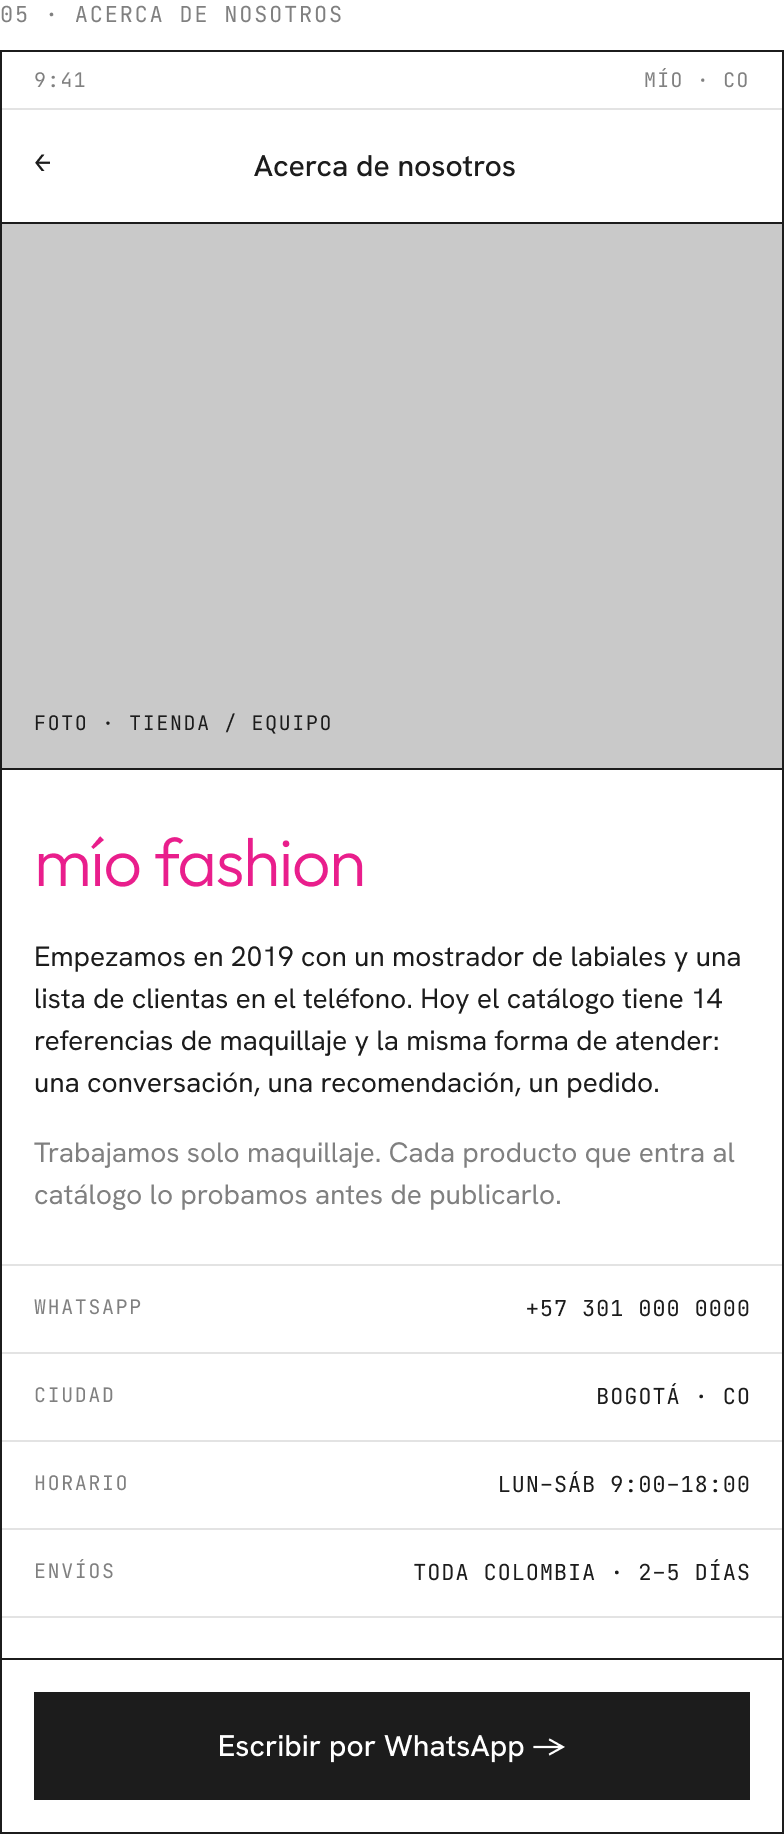 05 · ACERCA DE NOSOTROS
9:41 MÍO · CO
← Acerca de nosotros
FOTO · TIENDA / EQUIPO
mío fashion
Empezamos en 2019 con un mostrador de labiales y una
lista de clientas en el teléfono. Hoy el catálogo tiene 14
referencias de maquillaje y la misma forma de atender:
una conversación, una recomendación, un pedido.
Trabajamos solo maquillaje. Cada producto que entra al
catálogo lo probamos antes de publicarlo.
WHATSAPP +57 301 000 0000
CIUDAD BOGOTÁ · CO
HORARIO LUN–SÁB 9:00–18:00
ENVÍOS TODA COLOMBIA · 2–5 DÍAS
Escribir por WhatsApp →